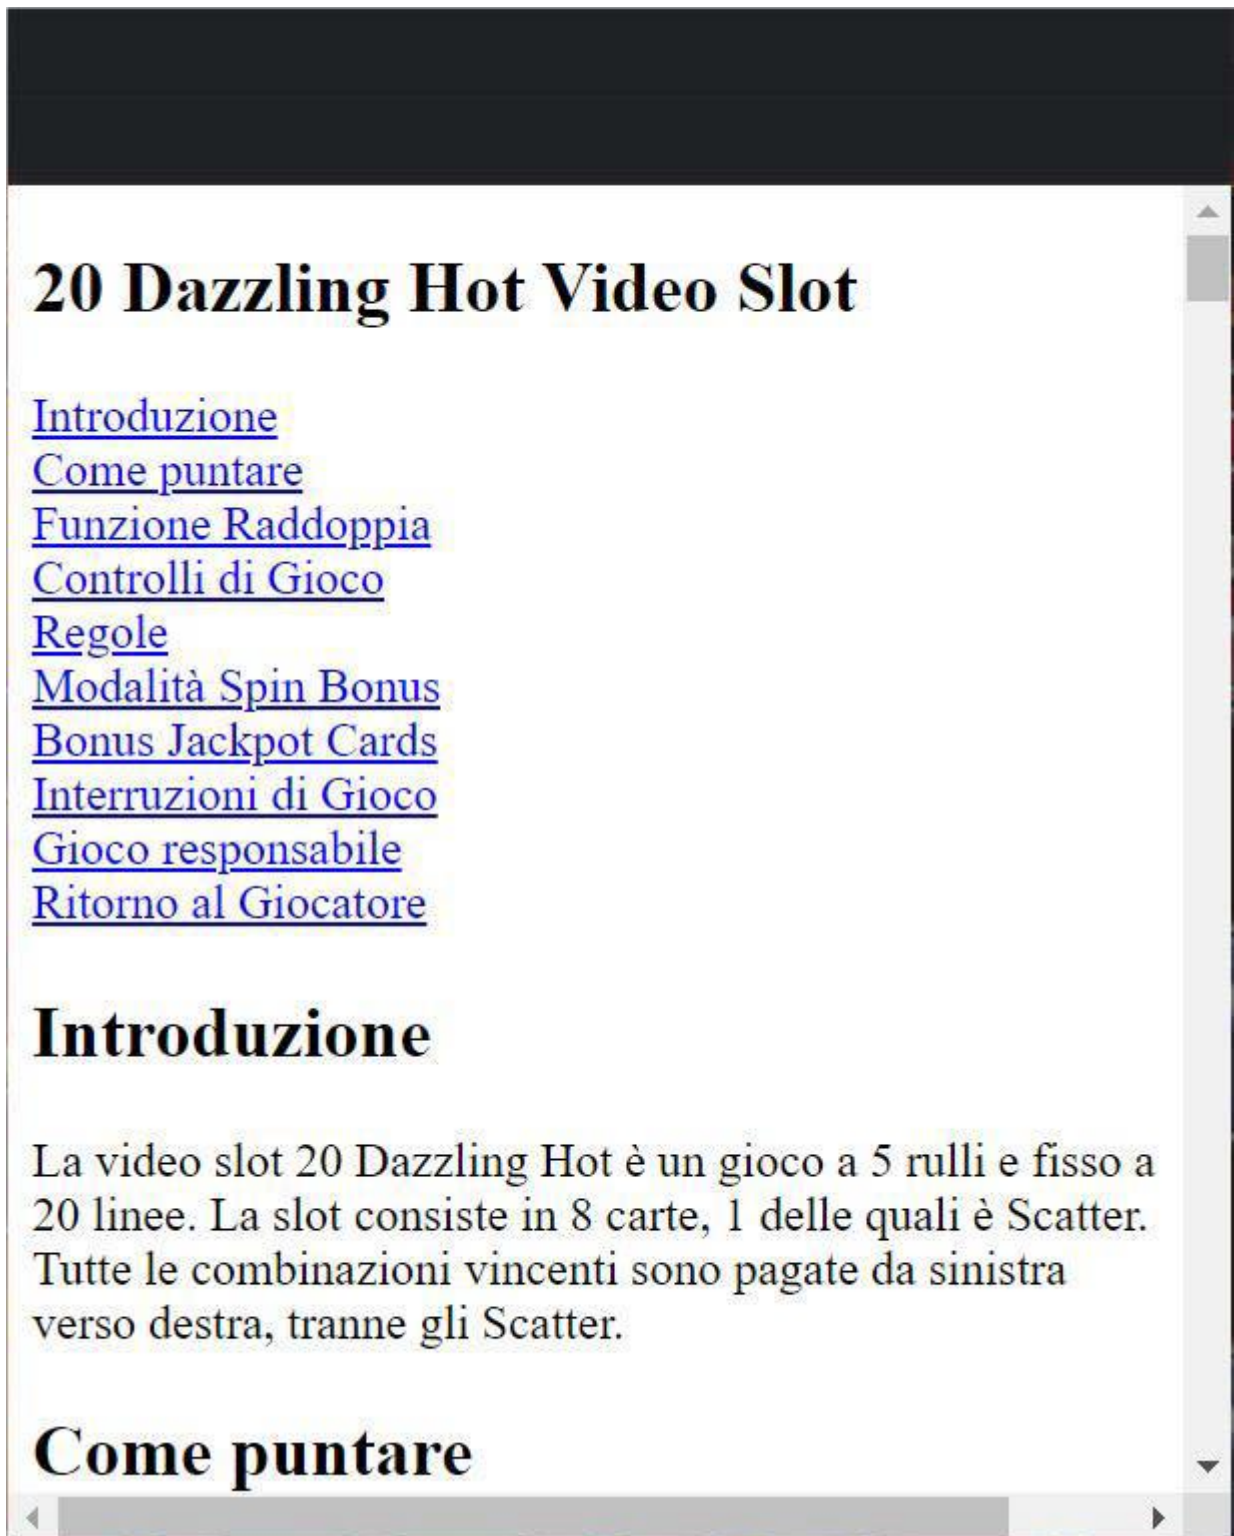 20 Dazzling Hot Video Slot
Introduzione
Come puntare
Funzione Raddoppia
Controlli di Gioco
Regole
Modalità Spin Bonus
Bonus Jackpot Cards
Interruzioni di Gioco
Gioco responsabile
Ritorno al Giocatore
Introduzione
La video slot 20 Dazzling Hot è un gioco a 5 rulli e fisso a
20 linee. La slot consiste in 8 carte, 1 delle quali è Scatter.
Tutte le combinazioni vincenti sono pagate da sinistra
verso destra, tranne gli Scatter.
Come puntare